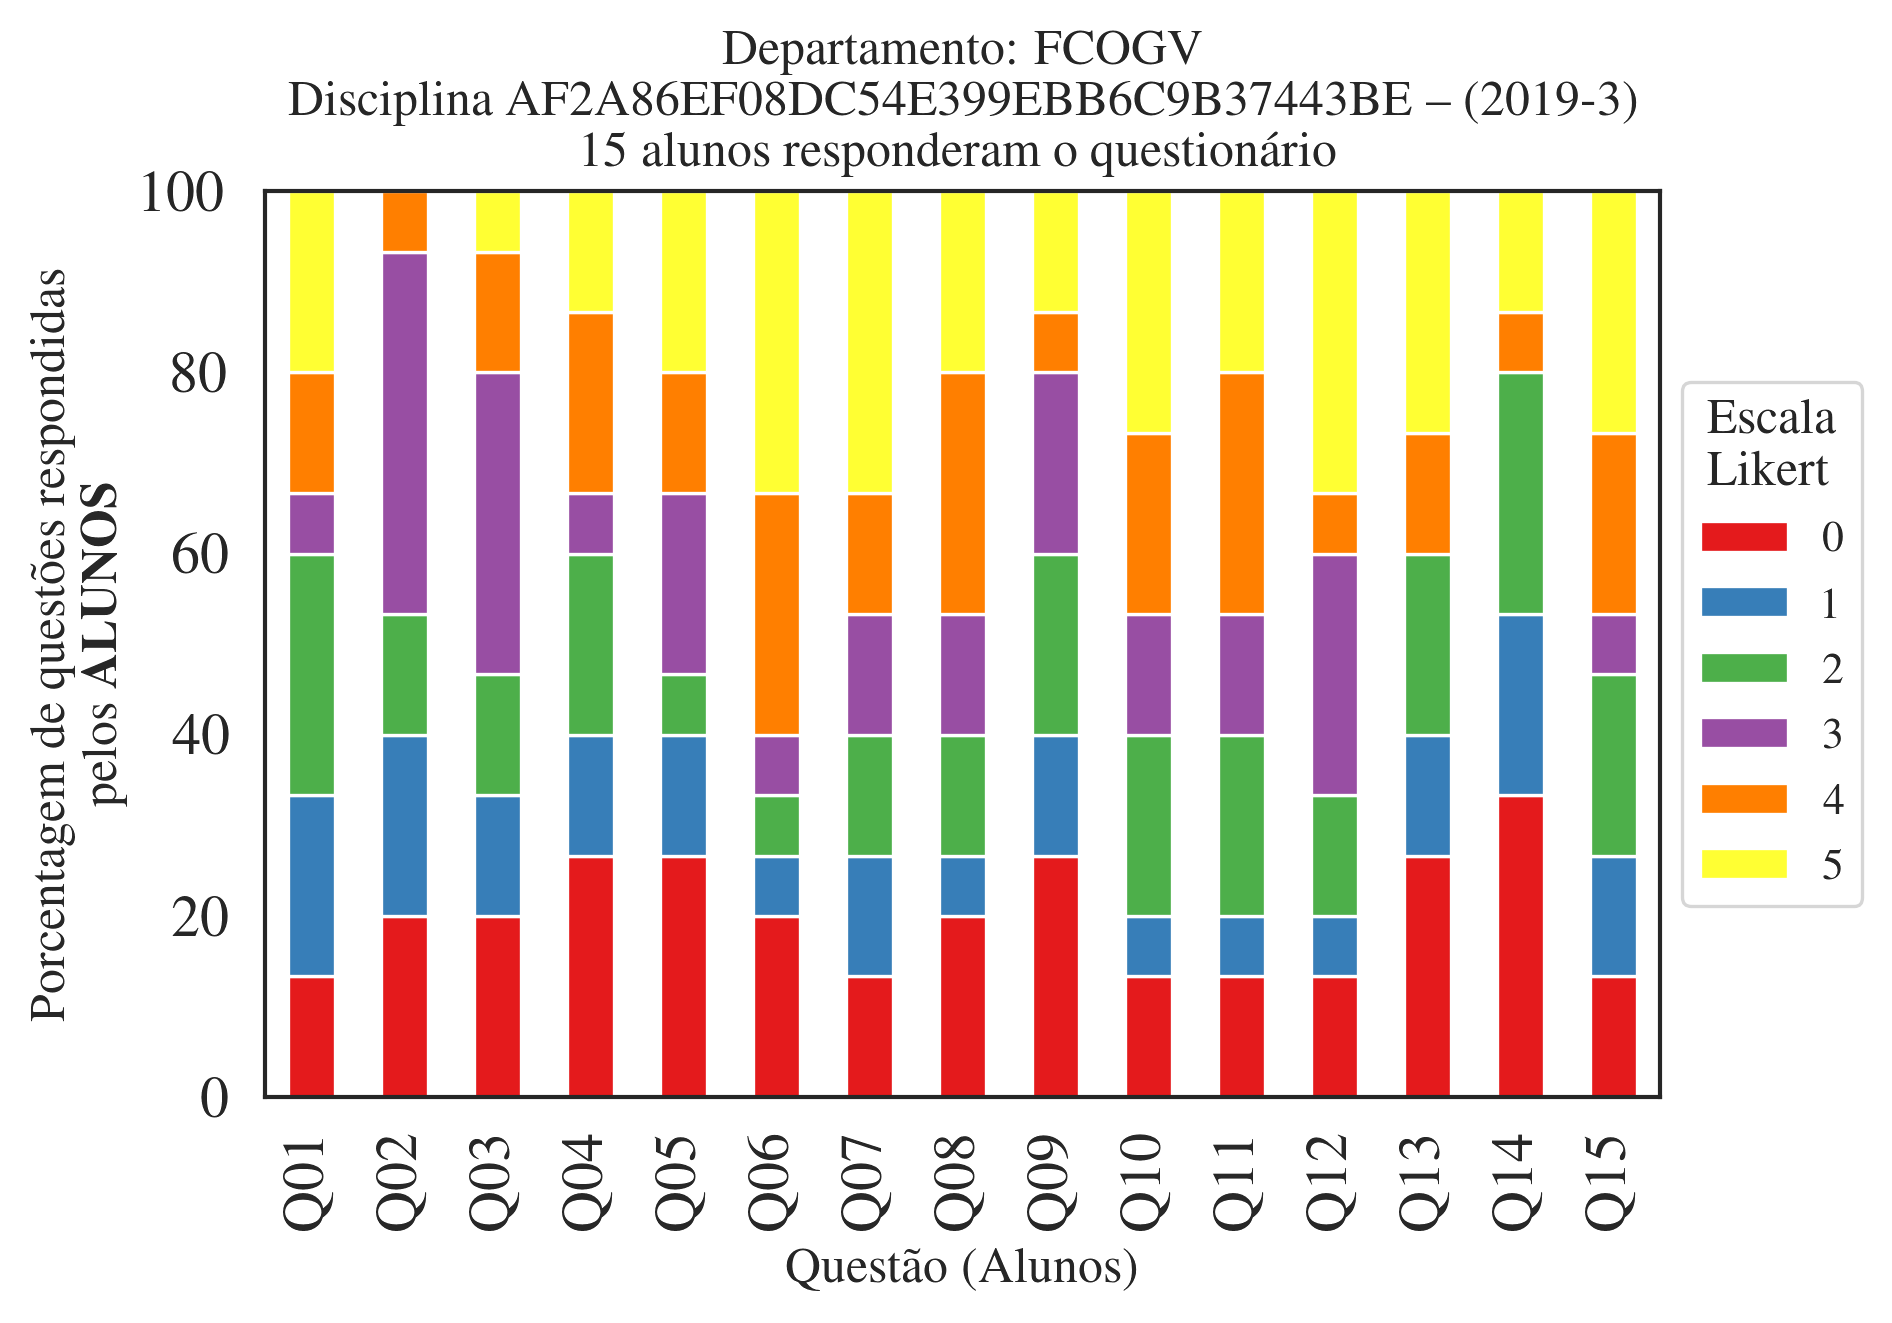 Departamento: FCOGV
Disciplina AF2A86EF08DC54E399EBB6C9B37443BE – (2019-3)
15 alunos responderam o questionário
Porcentagem de questões respondidas
pelos ALUNOS
100
80
60
40
20
0
Q01
Q02
Q03
Q04
Q05
Q06
Q07
Q08
Q09
Q10
Q11
Q12
Q13
Q14
Q15
Questão (Alunos)
Escala
Likert
0
1
2
3
4
5